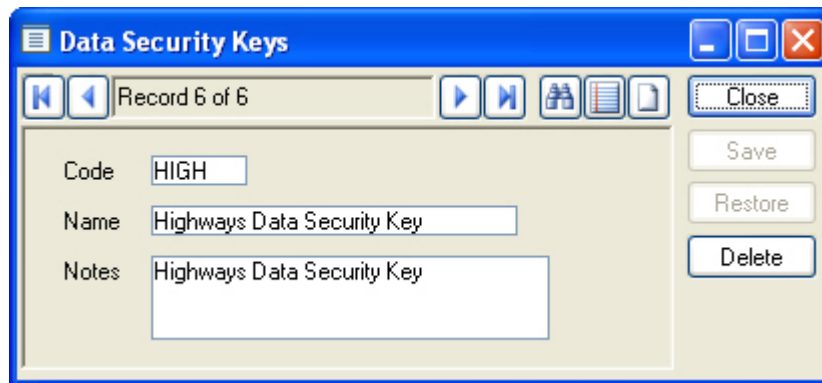 Data Security Keys
Record 6 of 6
Close
Save
Restore
Delete
Code HIGH
Name Highways Data Security Key
Notes Highways Data Security Key